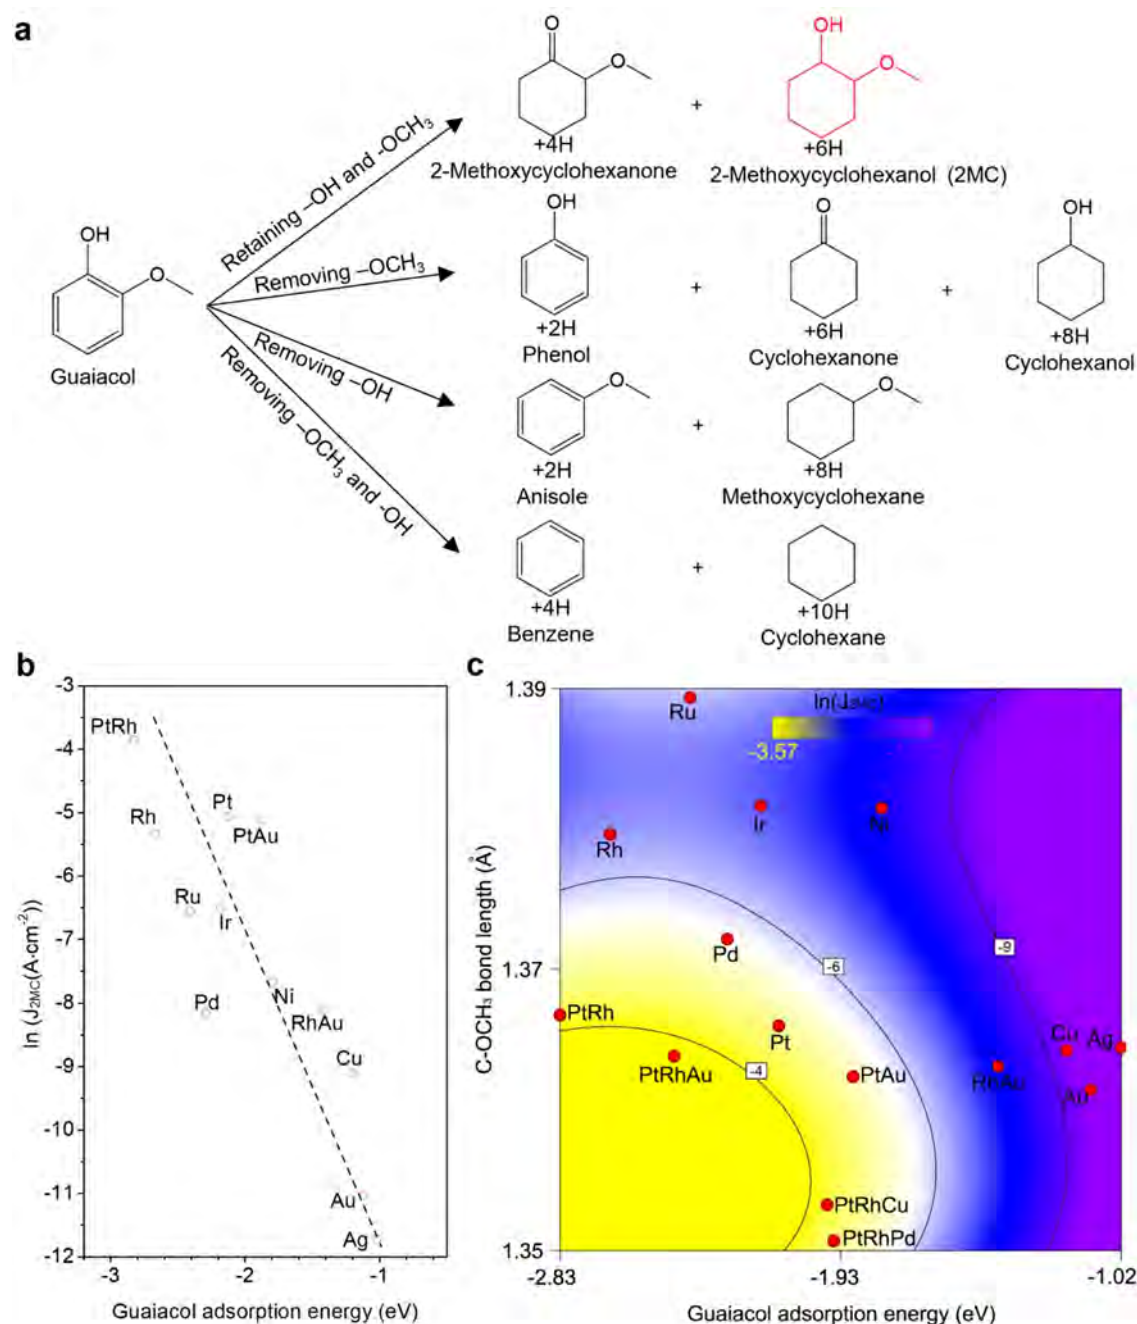 a
O
O
+4H
2-Methoxycyclohexanone
+
OH
O
+6H
2-Methoxycyclohexanol (2MC)
Retaining –OH and -OCH₃
OH
O
Guaiacol
Removing –OCH₃
OH
+2H
Phenol
+
O
+6H
Cyclohexanone
+
OH
+8H
Cyclohexanol
Removing –OH
O
+2H
Anisole
+
O
+8H
Methoxycyclohexane
Removing –OCH₃ and -OH
+4H
Benzene
+
+10H
Cyclohexane
b
ln (J2MC(A·cm⁻²))
-3
-4
-5
-6
-7
-8
-9
-10
-11
-12
PtRh
Pt
Rh
PtAu
Ru
Ir
Ni
Pd
RhAu
Cu
Au
Ag
-3
-2
-1
Guaiacol adsorption energy (eV)
c
C-OCH₃ bond length (Å)
1.39
1.37
1.35
ln(J2MC)
-3.57
Ru
Ir
Ni
Rh
Pd
-6
-9
PtRh
Pt
Cu
Ag
PtRhAu
-4
PtAu
RhAu
Au
PtRhCu
PtRhPd
-2.83
-1.93
-1.02
Guaiacol adsorption energy (eV)